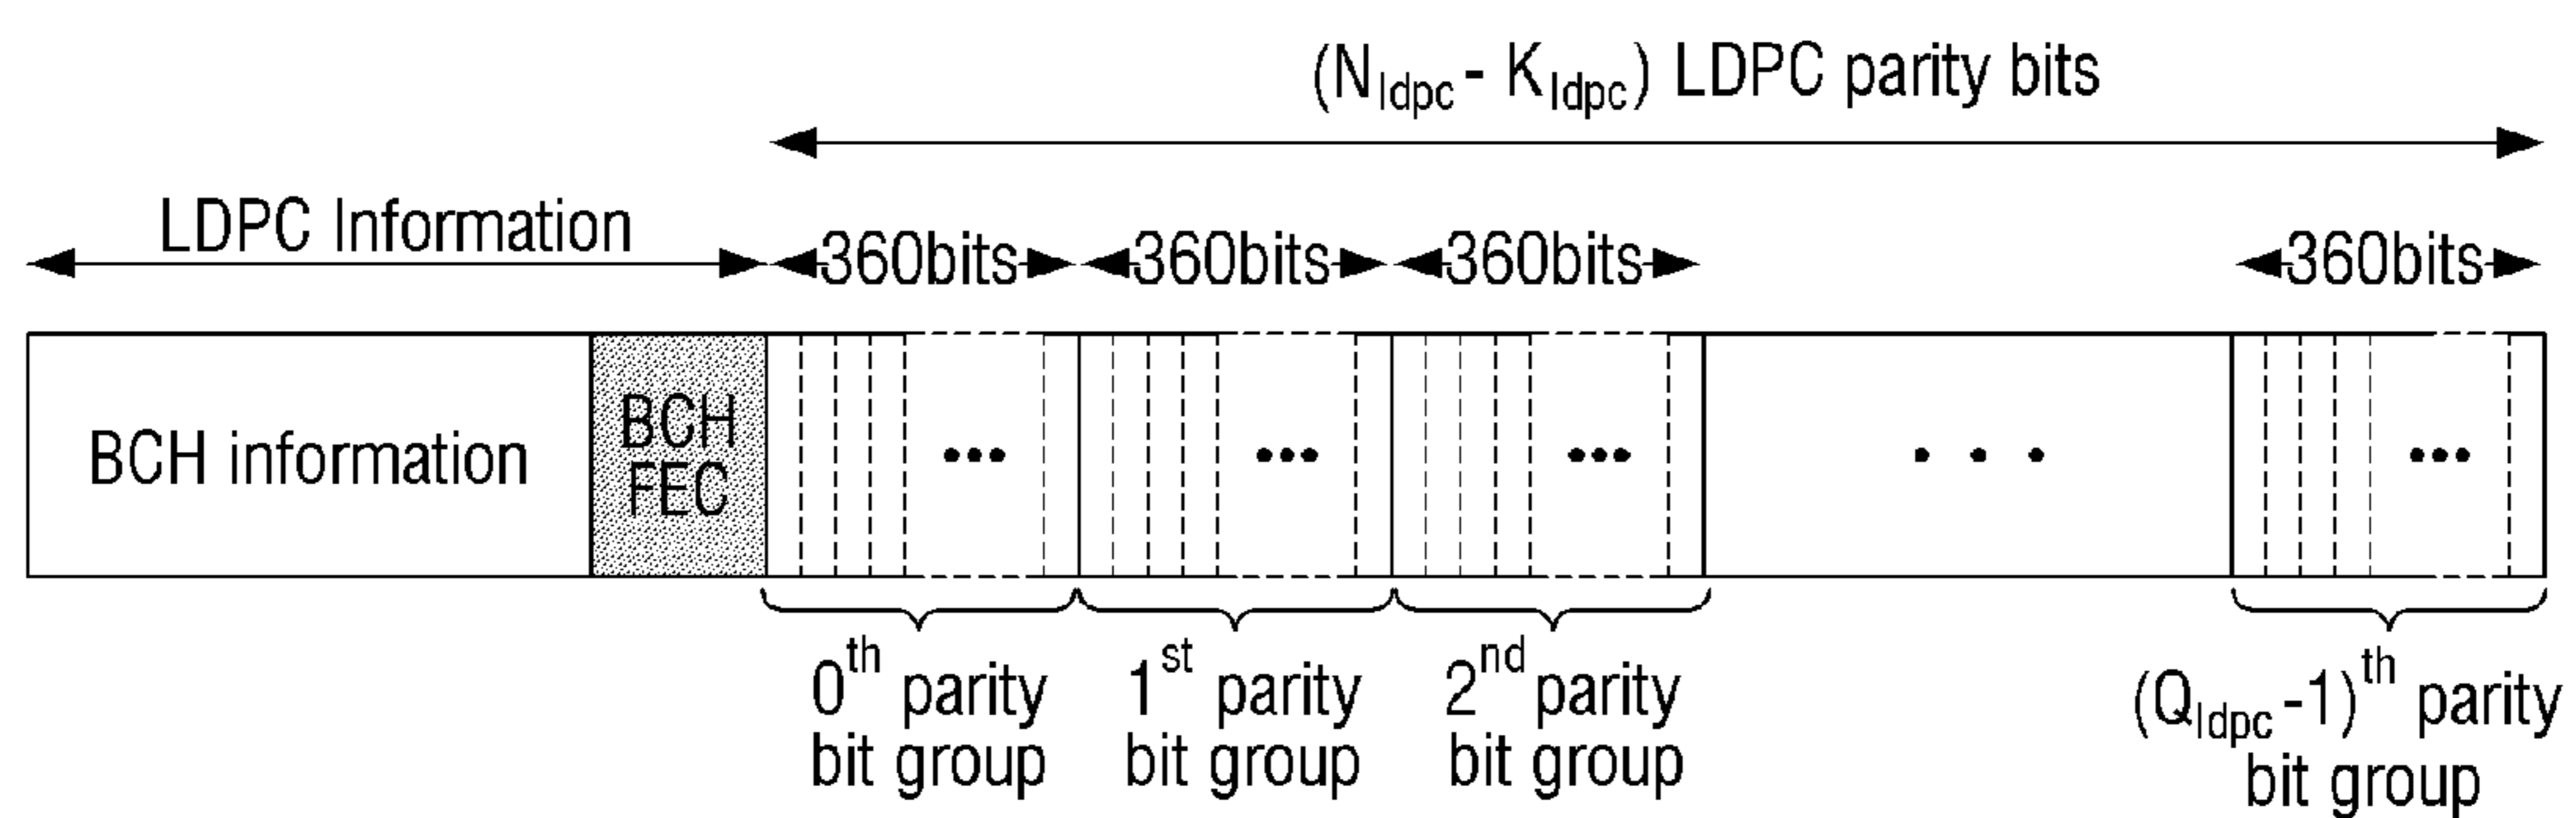 (Nldpc - Kldpc) LDPC parity bits
LDPC Information
360bits 360bits 360bits 360bits
BCH information
BCH
FEC
••• ••• ••• • • • •••
0th parity
bit group
1st parity
bit group
2nd parity
bit group
(Qldpc-1)th parity
bit group